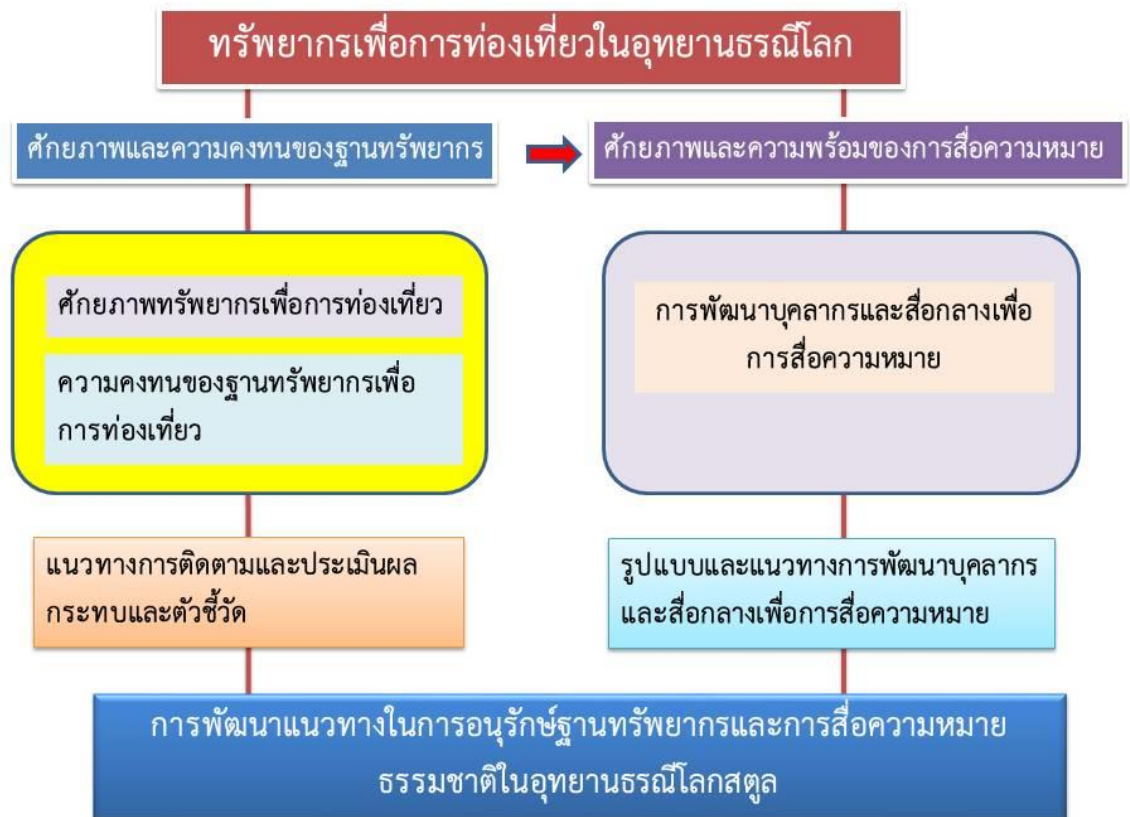 ทรัพยากรเพื่อการท่องเที่ยวในอุทยานธรณีโลก
ศักยภาพและความคงทนของฐานทรัพยากร
ศักยภาพและความพร้อมของการสื่อความหมาย
ศักยภาพทรัพยากรเพื่อการท่องเที่ยว
ความคงทนของฐานทรัพยากรเพื่อ
การท่องเที่ยว
การพัฒนาบุคลากรและสื่อกลางเพื่อ
การสื่อความหมาย
แนวทางการติดตามและประเมินผล
กระทบและตัวชี้วัด
รูปแบบและแนวทางการพัฒนาบุคลากร
และสื่อกลางเพื่อการสื่อความหมาย
การพัฒนาแนวทางในการอนุรักษ์ฐานทรัพยากรและการสื่อความหมาย
ธรรมชาติในอุทยานธรณีโลกสตูล